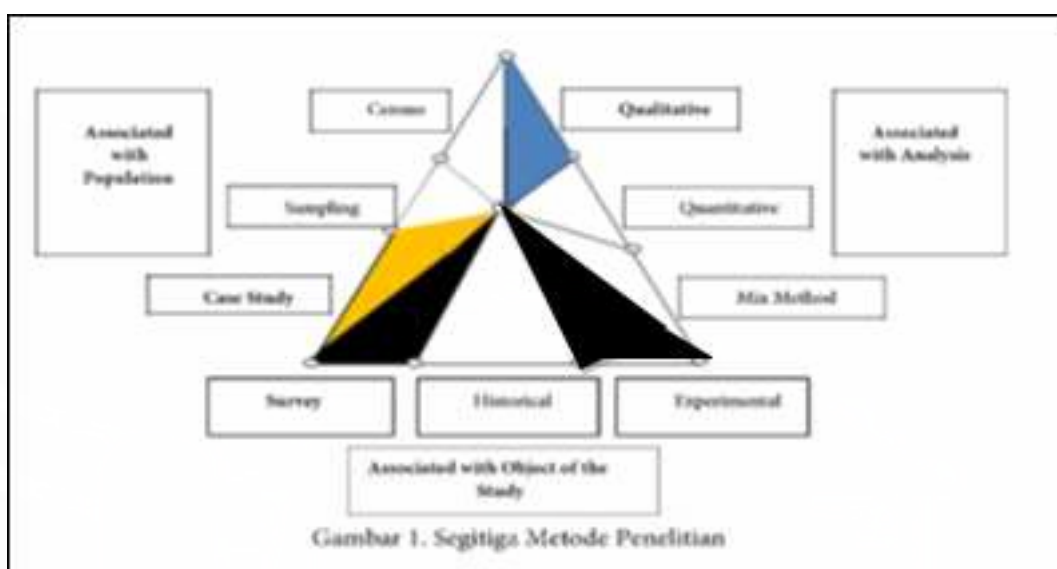 Census
Qualitative
Associated
with
Population
Associated
with Analysis
Sampling
Quantitative
Case Study
Mix Method
Survey
Historical
Experimental
Associated with Object of the
Study
Gambar 1. Segitiga Metode Penelitian